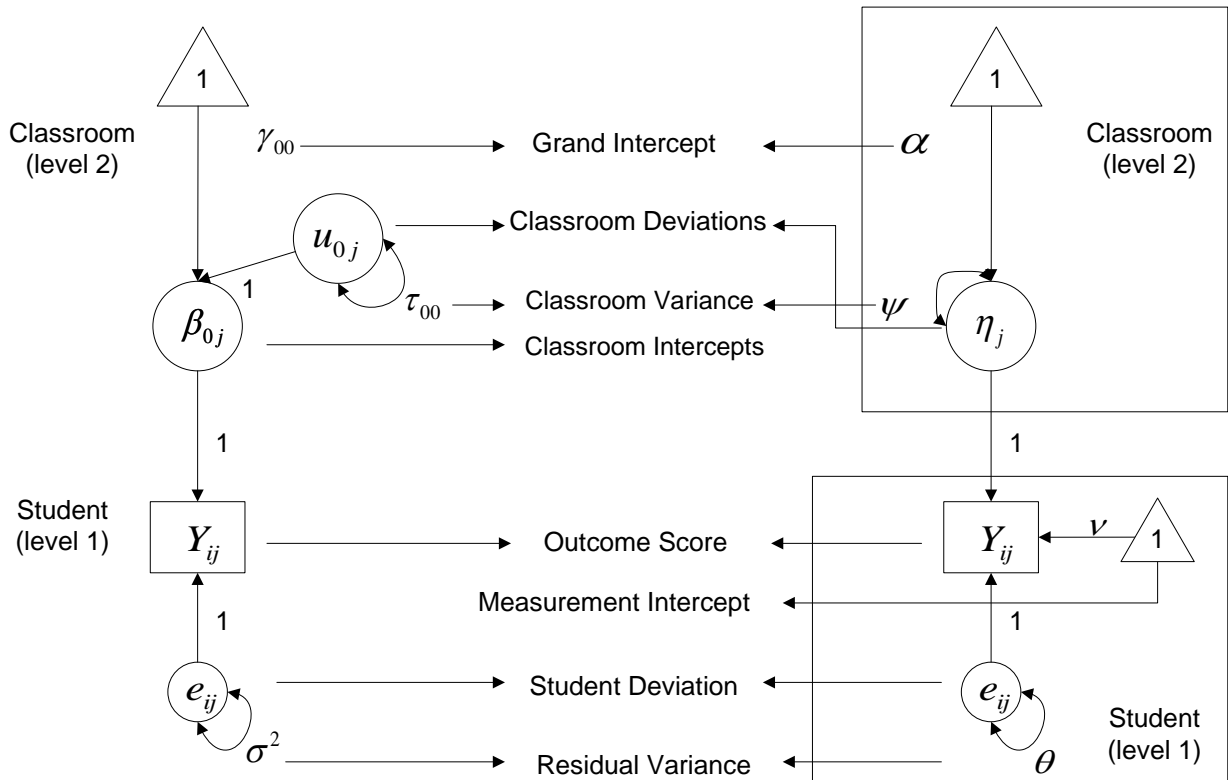 1
1
Classroom
(level 2)
γ₀₀
Grand Intercept
α
Classroom
(level 2)
u₀ⱼ
Classroom Deviations
1
τ₀₀
Classroom Variance
ψ
β₀ⱼ
Classroom Intercepts
ηⱼ
1
1
Student
(level 1)
Yᵢⱼ
Outcome Score
Yᵢⱼ
ν
1
Measurement Intercept
1
1
eᵢⱼ
Student Deviation
eᵢⱼ
σ²
Residual Variance
θ
Student
(level 1)